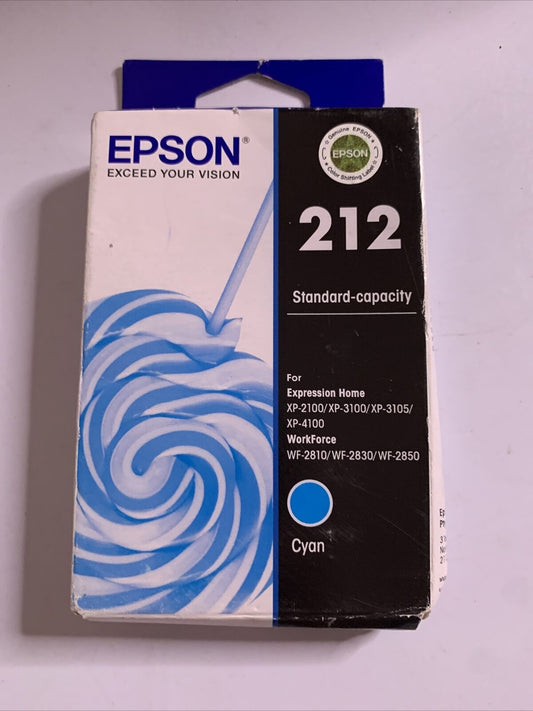 EPSON®
EXCEED YOUR VISION
Genuine EPSON
EPSON
Color Shifting Label
212
Standard-capacity
For
Expression Home
XP-2100/XP-3100/XP-3105/
XP-4100
WorkForce
WF-2810/WF-2830/WF-2850
Cyan